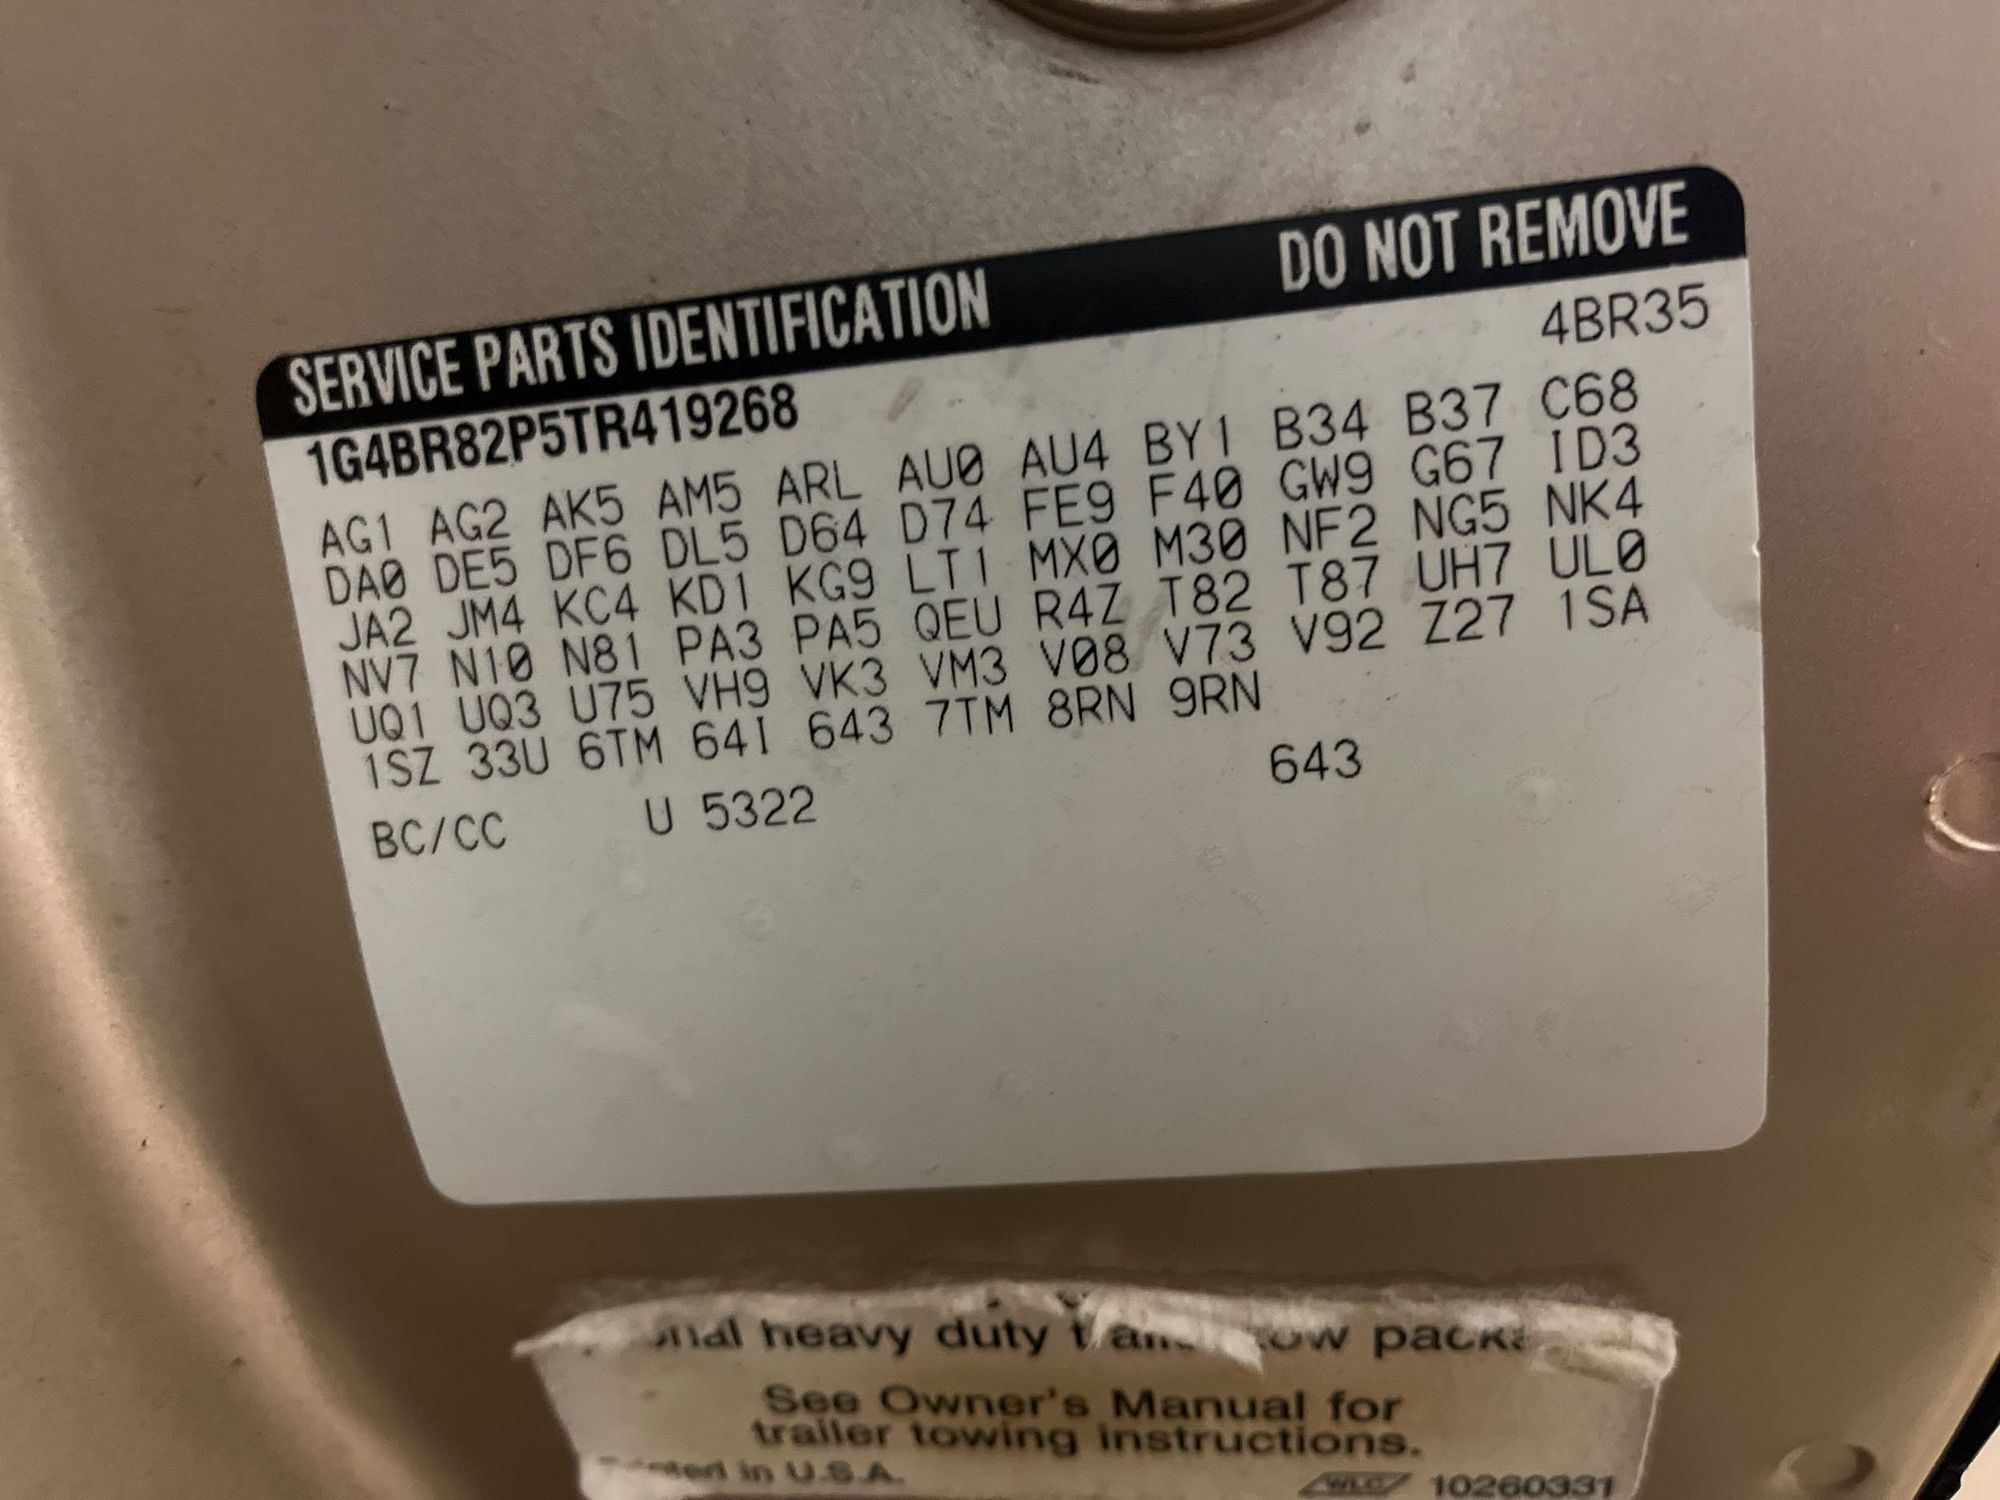 SERVICE PARTS IDENTIFICATION DO NOT REMOVE
1G4BR82P5TR419268 4BR35
AG1 AG2 AK5 AM5 ARL AU0 AU4 BY1 B34 B37 C68
DA0 DE5 DF6 DL5 D64 D74 FE9 F40 GW9 G67 ID3
JA2 JM4 KC4 KD1 KG9 LT1 MX0 M30 NF2 NG5 NK4
NV7 N10 N81 PA3 PA5 QEU R4Z T82 T87 UH7 UL0
UQ1 UQ3 U75 VH9 VK3 VM3 V08 V73 V92 Z27 1SA
1SZ 33U 6TM 64I 643 7TM 8RN 9RN
643
BC/CC U 5322
heavy duty
See Owner's Manual for
trailer towing instructions.
in U.S.A. 10260331